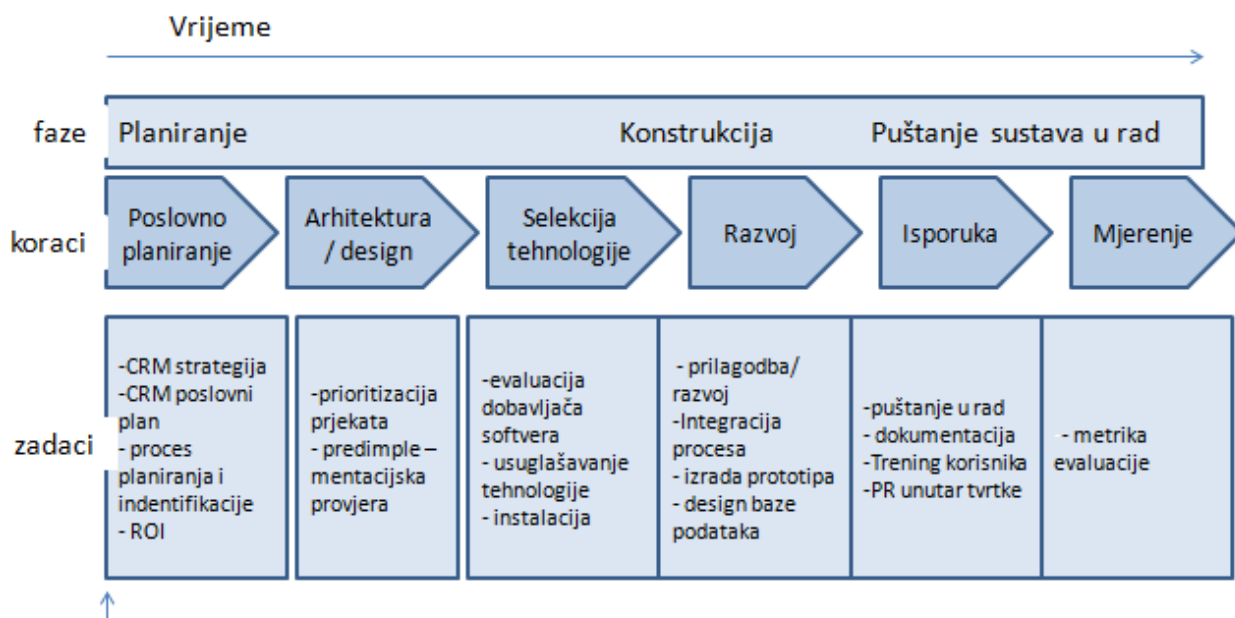 Vrijeme
faze
Planiranje
Konstrukcija
Puštanje sustava u rad
koraci
Poslovno
planiranje
Arhitektura
/ design
Selekcija
tehnologije
Razvoj
Isporuka
Mjerenje
zadaci
-CRM strategija
-CRM poslovni
plan
- proces
planiranja i
indentifikacije
- ROI
-prioritizacija
prjekata
- predimple –
mentacijska
provjera
-evaluacija
dobavljača
softvera
- usuglašavanje
tehnologije
- instalacija
- prilagodba/
razvoj
-Integracija
procesa
- izrada prototipa
- design baze
podataka
-puštanje u rad
- dokumentacija
-Trening korisnika
-PR unutar tvrtke
- metrika
evaluacije